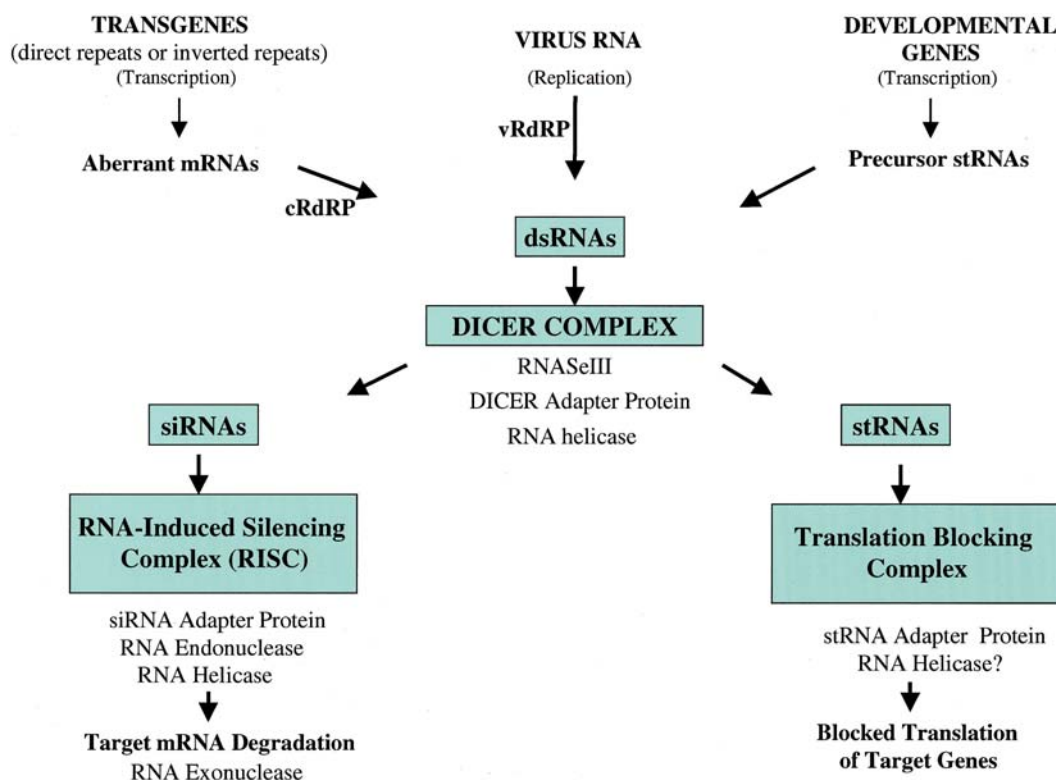 TRANSGENES
(direct repeats or inverted repeats)
(Transcription)
Aberrant mRNAs
cRdRP
VIRUS RNA
(Replication)
vRdRP
DEVELOPMENTAL
GENES
(Transcription)
Precursor stRNAs
dsRNAs
DICER COMPLEX
RNASeIII
DICER Adapter Protein
RNA helicase
siRNAs
RNA-Induced Silencing
Complex (RISC)
siRNA Adapter Protein
RNA Endonuclease
RNA Helicase
Target mRNA Degradation
RNA Exonuclease
stRNAs
Translation Blocking
Complex
stRNA Adapter Protein
RNA Helicase?
Blocked Translation
of Target Genes